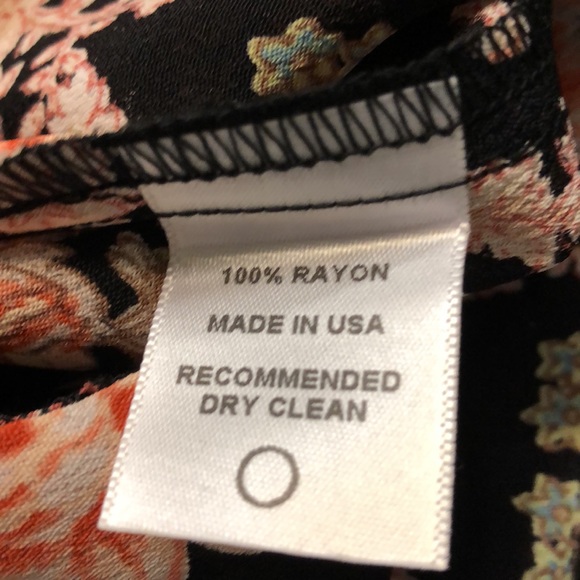 100% RAYON
MADE IN USA
RECOMMENDED
DRY CLEAN